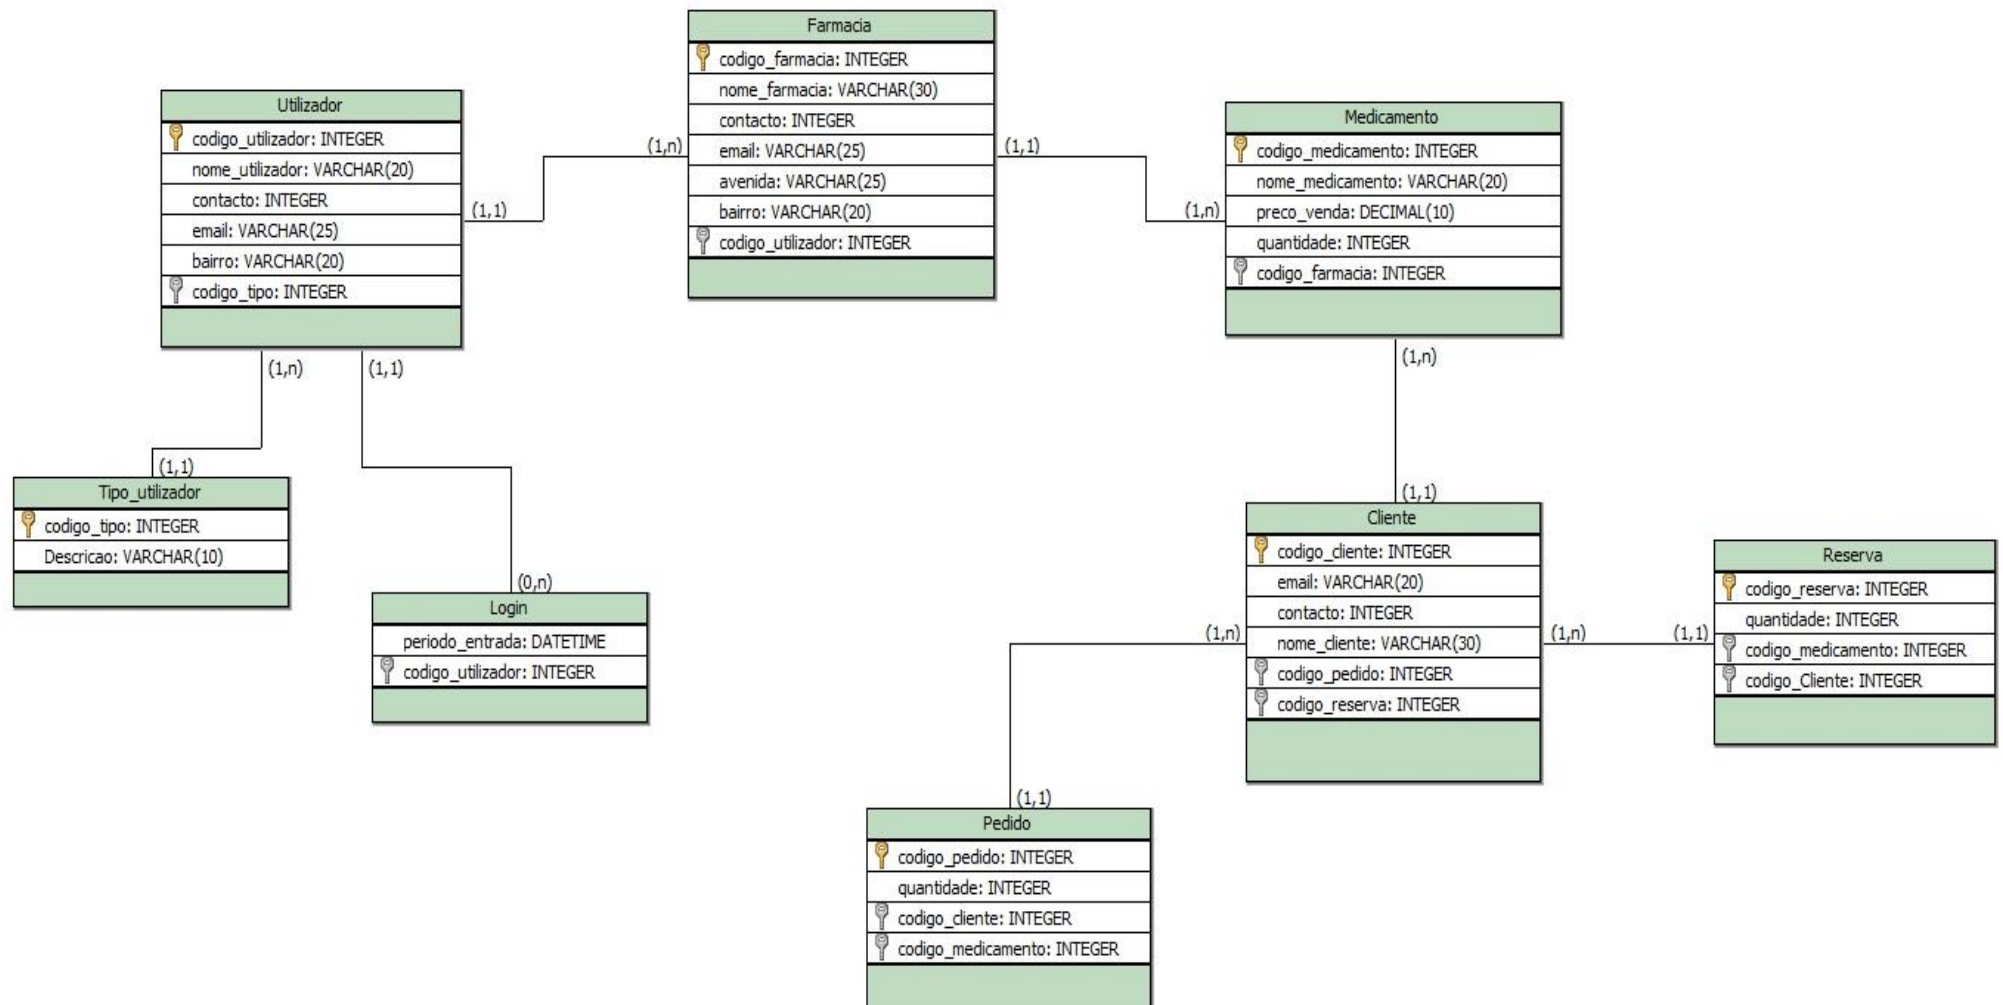 Farmacia
codigo_farmacia: INTEGER
nome_farmacia: VARCHAR(30)
contacto: INTEGER
email: VARCHAR(25)
avenida: VARCHAR(25)
bairro: VARCHAR(20)
codigo_utilizador: INTEGER
(1,n)
(1,1)
Utilizador
codigo_utilizador: INTEGER
nome_utilizador: VARCHAR(20)
contacto: INTEGER
email: VARCHAR(25)
bairro: VARCHAR(20)
codigo_tipo: INTEGER
(1,1)
(1,n)
(1,1)
Medicamento
codigo_medicamento: INTEGER
nome_medicamento: VARCHAR(20)
preco_venda: DECIMAL(10)
quantidade: INTEGER
codigo_farmacia: INTEGER
(1,n)
(1,n)
(1,1)
Tipo_utilizador
codigo_tipo: INTEGER
Descricao: VARCHAR(10)
(0,n)
Login
periodo_entrada: DATETIME
codigo_utilizador: INTEGER
(1,1)
Cliente
codigo_cliente: INTEGER
email: VARCHAR(20)
contacto: INTEGER
nome_cliente: VARCHAR(30)
codigo_pedido: INTEGER
codigo_reserva: INTEGER
(1,n)
(1,n)
(1,1)
Reserva
codigo_reserva: INTEGER
quantidade: INTEGER
codigo_medicamento: INTEGER
codigo_Cliente: INTEGER
(1,1)
Pedido
codigo_pedido: INTEGER
quantidade: INTEGER
codigo_cliente: INTEGER
codigo_medicamento: INTEGER